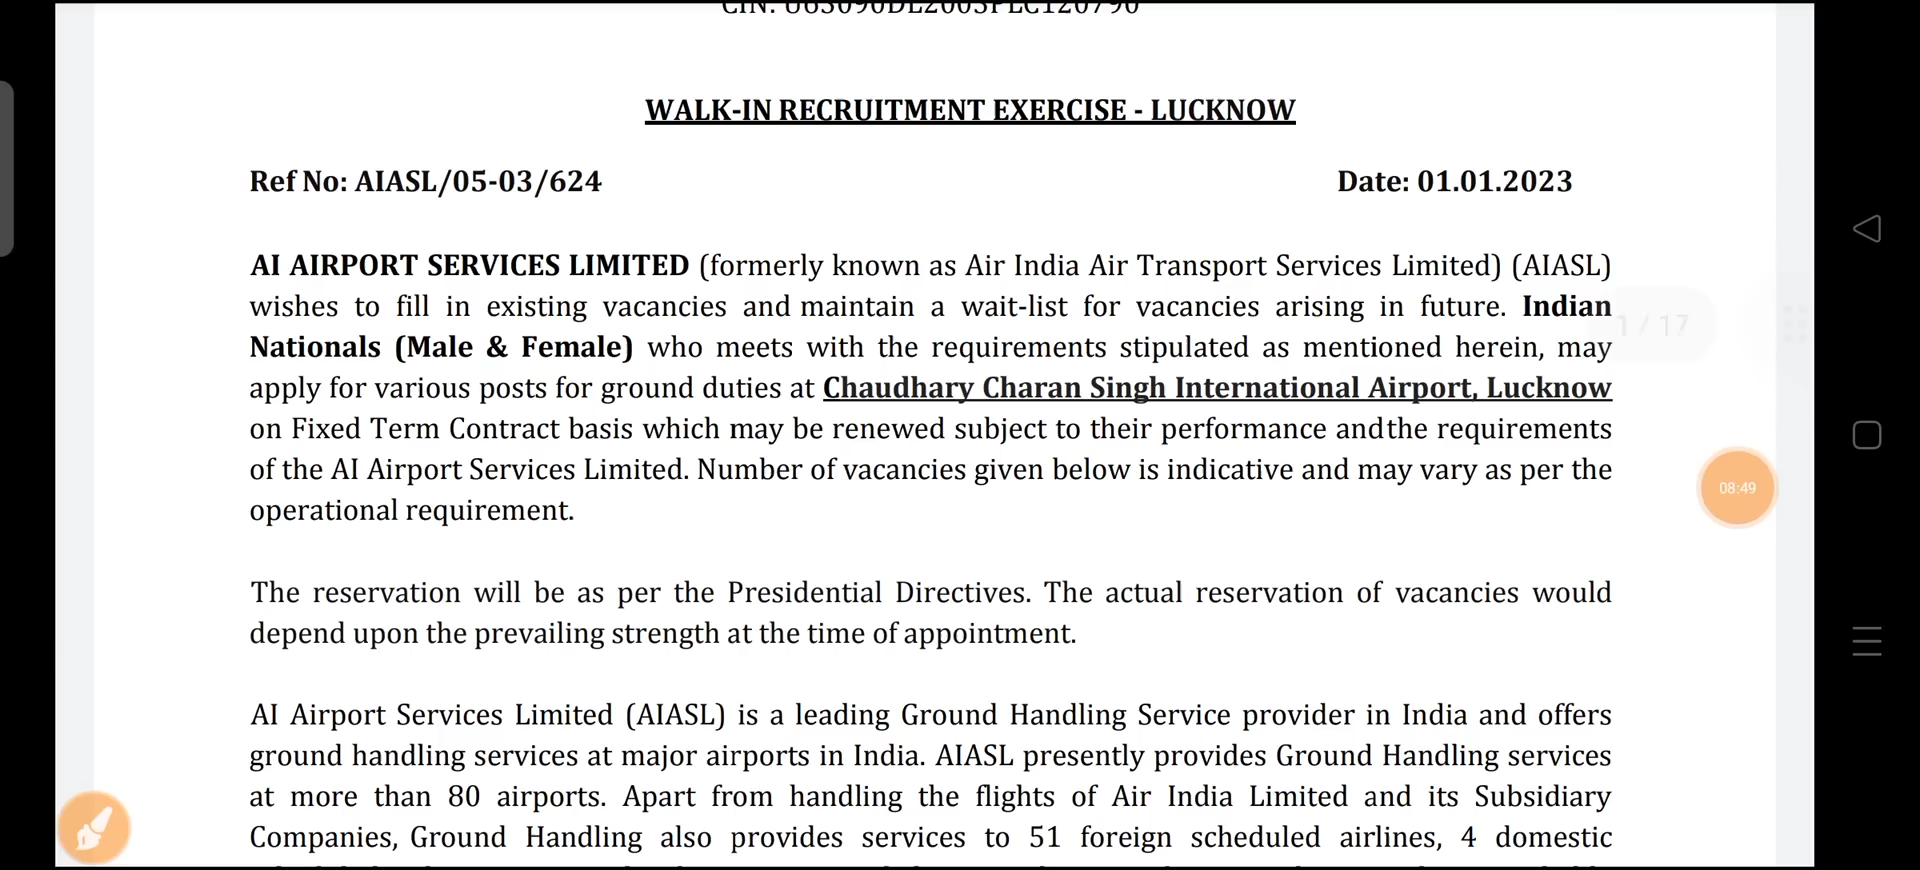 WALK-IN RECRUITMENT EXERCISE - LUCKNOW
Ref No: AIASL/05-03/624 Date: 01.01.2023
AI AIRPORT SERVICES LIMITED (formerly known as Air India Air Transport Services Limited) (AIASL)
wishes to fill in existing vacancies and maintain a wait-list for vacancies arising in future. Indian
1 / 17
Nationals (Male & Female) who meets with the requirements stipulated as mentioned herein, may
apply for various posts for ground duties at Chaudhary Charan Singh International Airport, Lucknow
on Fixed Term Contract basis which may be renewed subject to their performance andthe requirements
of the AI Airport Services Limited. Number of vacancies given below is indicative and may vary as per the
08:49
operational requirement.
The reservation will be as per the Presidential Directives. The actual reservation of vacancies would
depend upon the prevailing strength at the time of appointment.
AI Airport Services Limited (AIASL) is a leading Ground Handling Service provider in India and offers
ground handling services at major airports in India. AIASL presently provides Ground Handling services
at more than 80 airports. Apart from handling the flights of Air India Limited and its Subsidiary
Companies, Ground Handling also provides services to 51 foreign scheduled airlines, 4 domestic